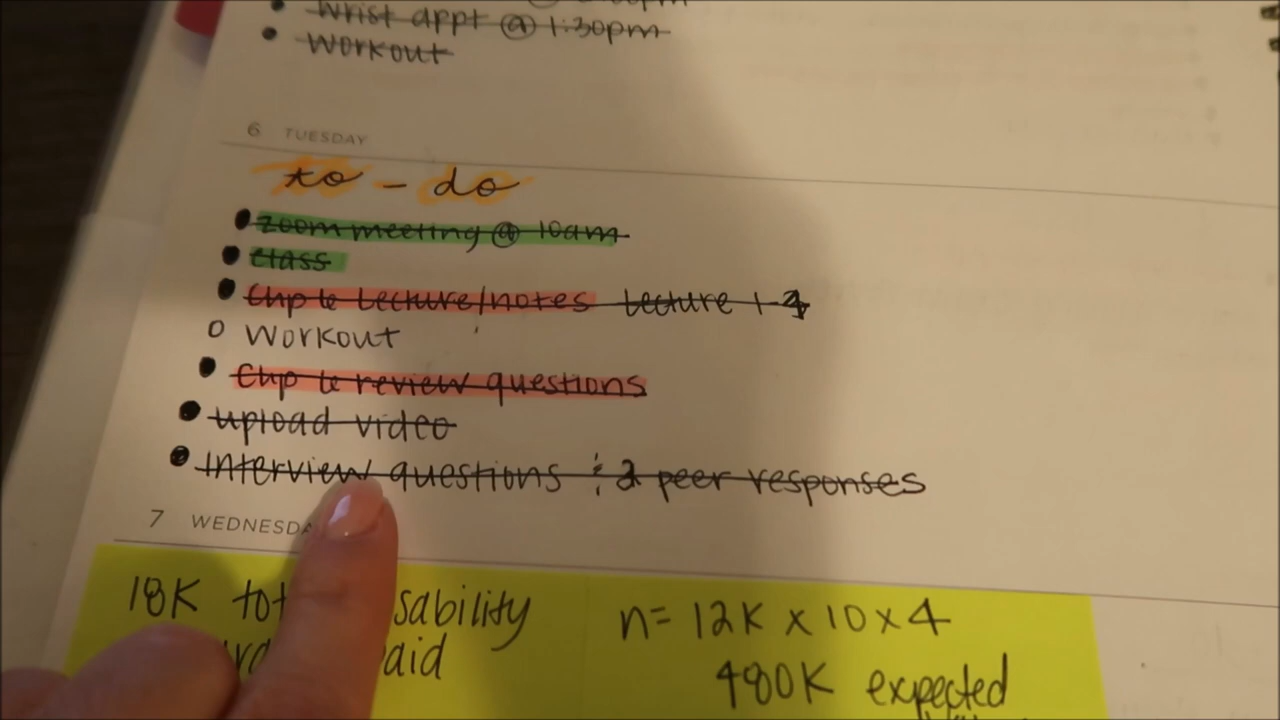 Wrist appt @ 1:30pm
Workout
6 TUESDAY
to - do
zoom meeting @ 10am
class
Chp 6 Lecture/notes Lecture 1-4
Workout
Chp 6 review questions
upload video
Interview questions & 2 peer responses
7 WEDNESDA
18K tot sability
aid
n= 12K x 10 x 4
480K expected